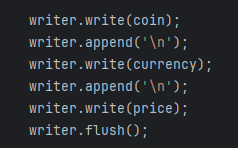 writer.write(coin);
writer.append('\n');
writer.write(currency);
writer.append('\n');
writer.write(price);
writer.flush();